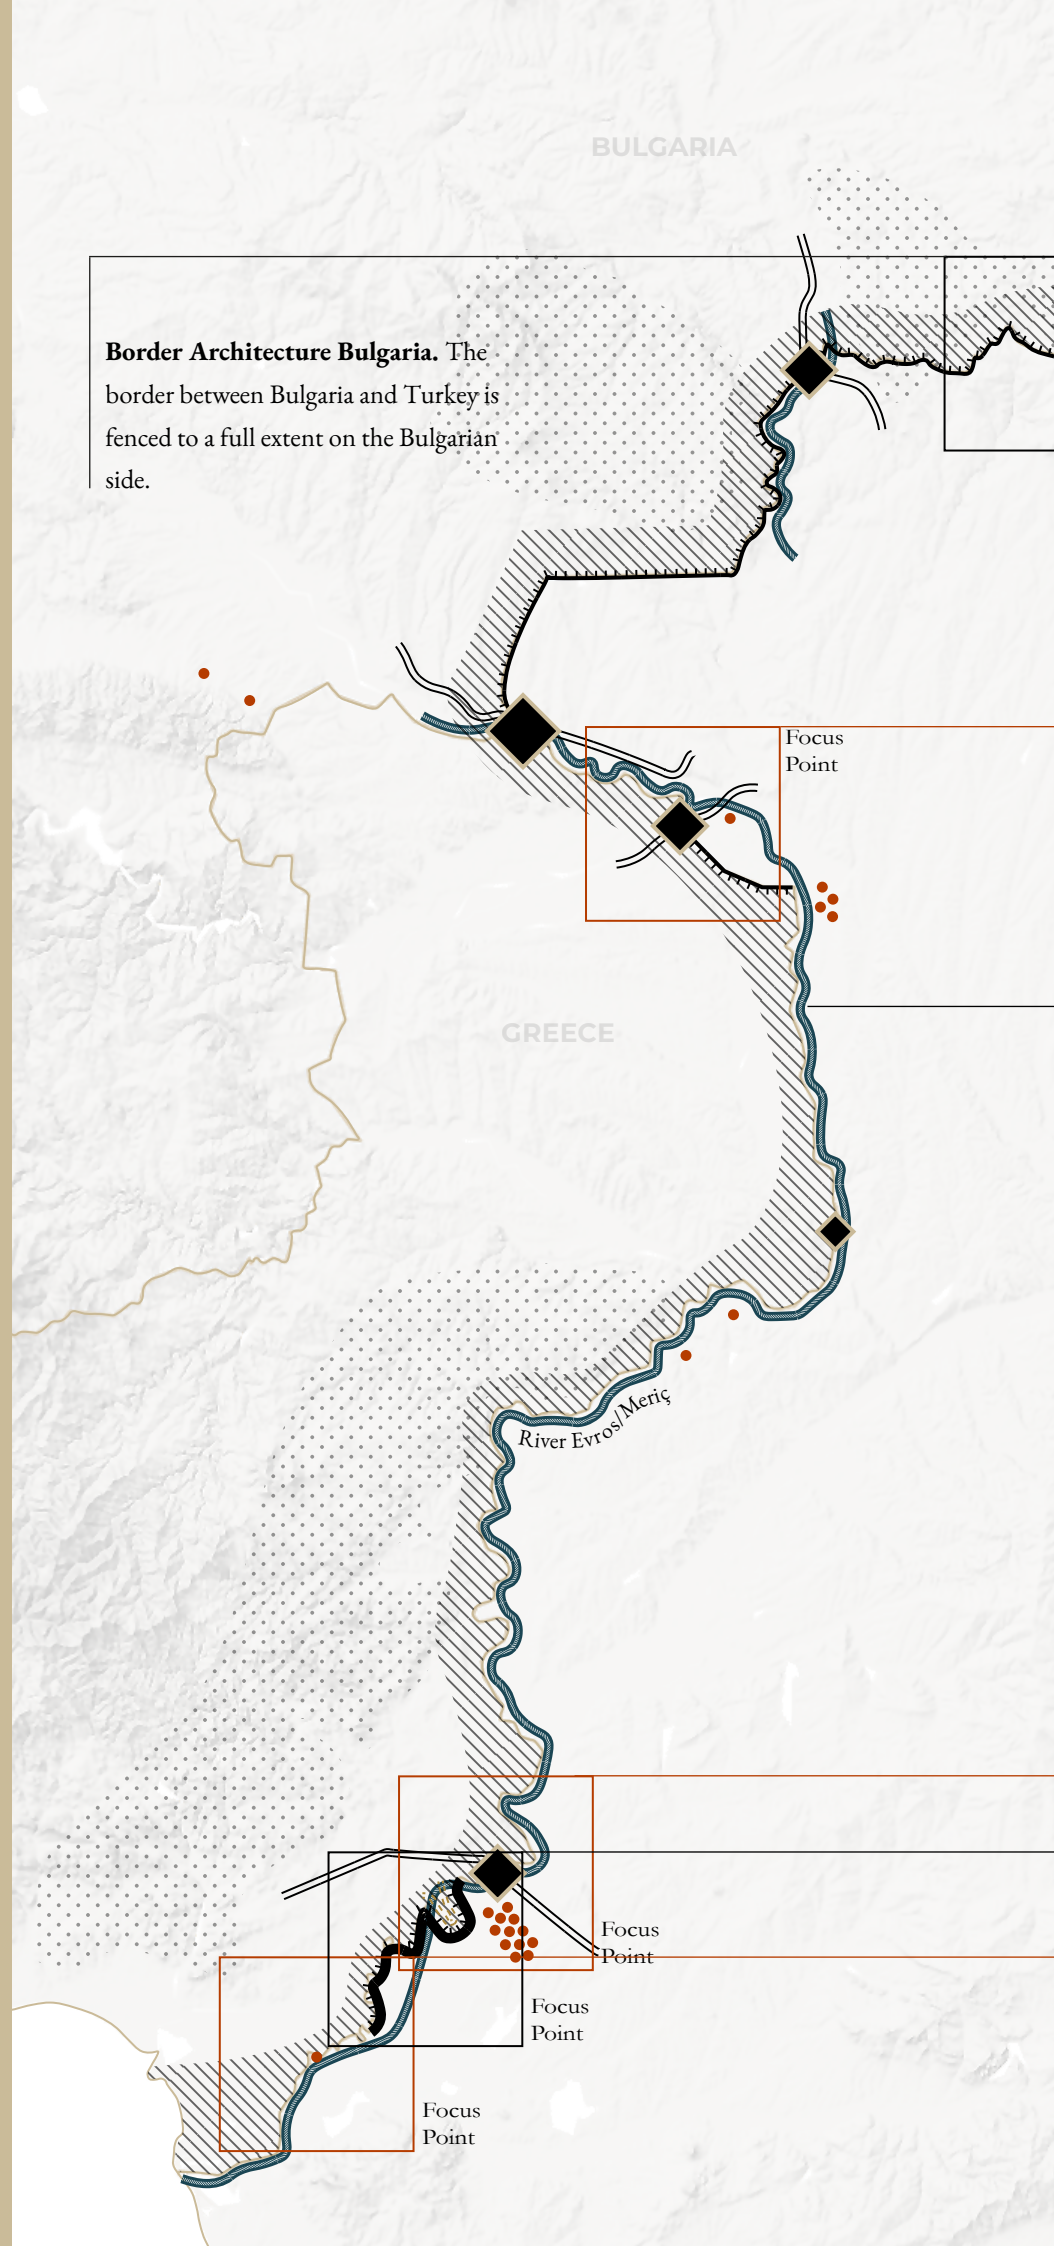 BULGARIA
Border Architecture Bulgaria. The
border between Bulgaria and Turkey is
fenced to a full extent on the Bulgarian
side.
Focus
Point
GREECE
River Evros/Meriç
Focus
Point
Focus
Point
Focus
Point